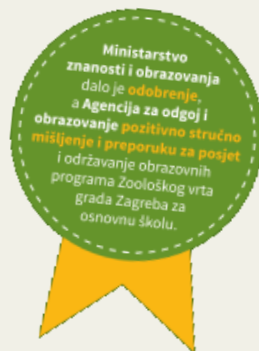 Ministarstvo
znanosti i obrazovanja
dalo je odobrenje,
a Agencija za odgoj i
obrazovanje pozitivno stručno
mišljenje i preporuku za posjet
i održavanje obrazovnih
programa Zoološkog vrta
grada Zagreba za
osnovnu školu.